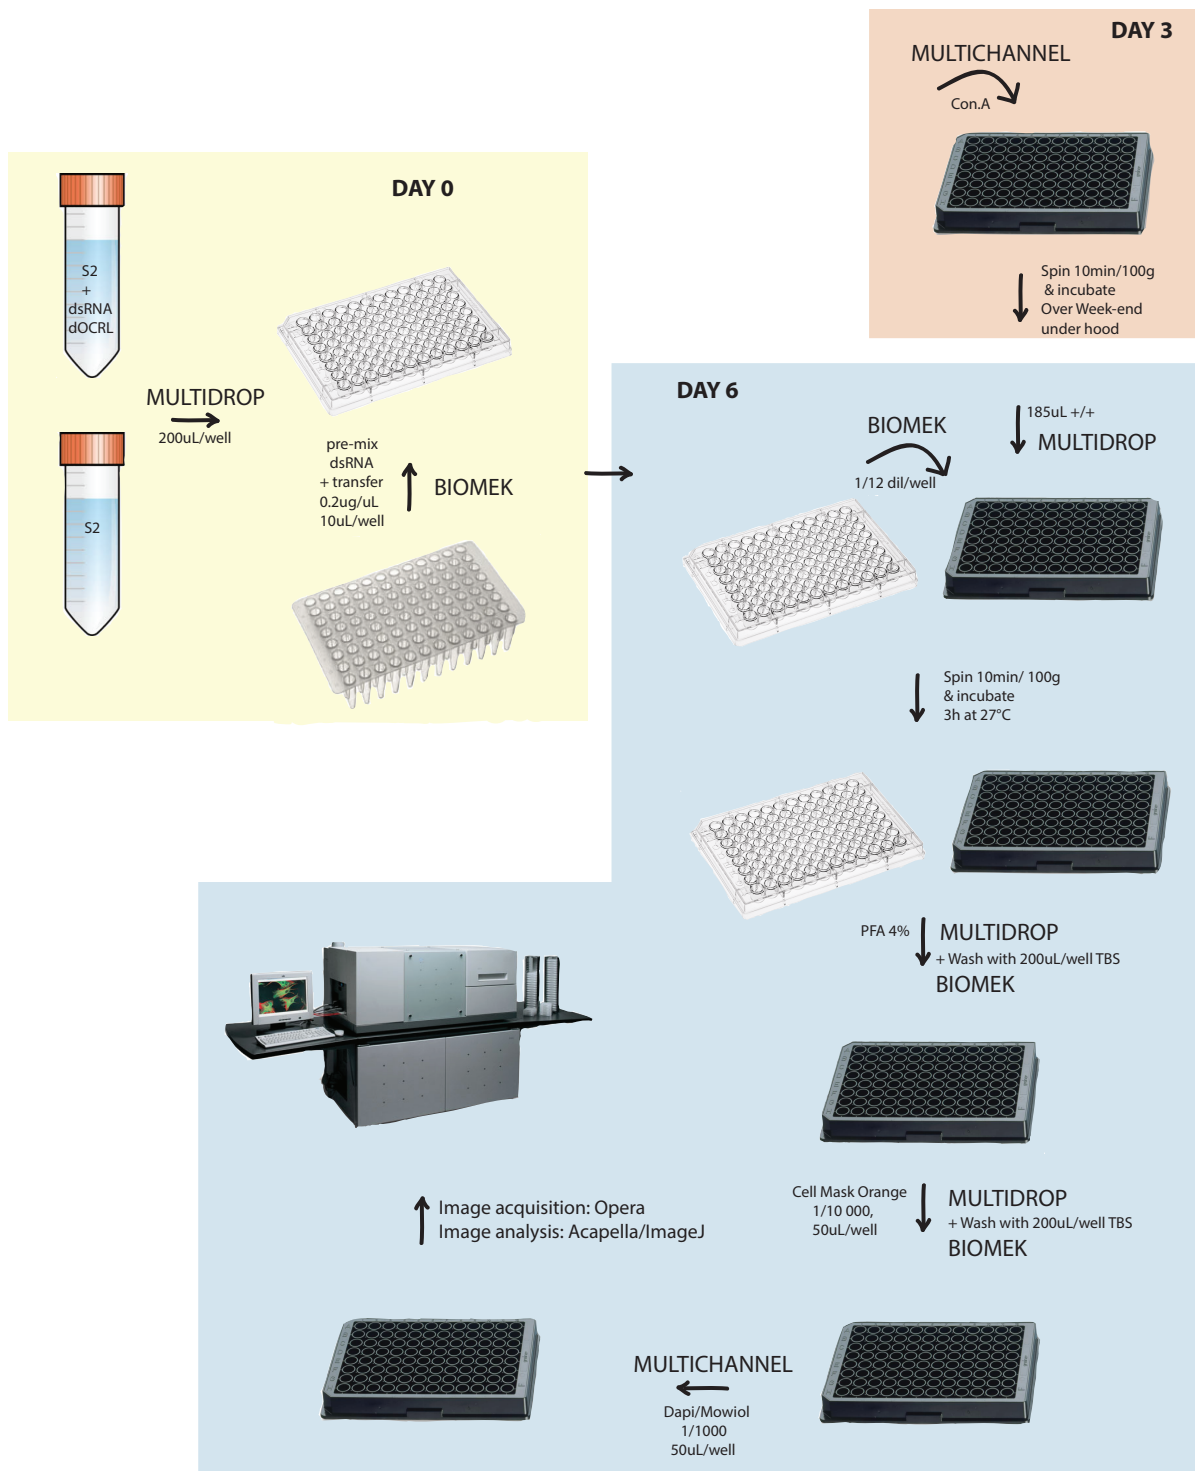 DAY 3
MULTICHANNEL
Con.A
Spin 10min/100g
& incubate
Over Week-end
under hood
DAY 0
S2
+
dsRNA
dOCRL
MULTIDROP
200uL/well
S2
pre-mix
dsRNA
+ transfer
0.2ug/uL
10uL/well
BIOMEK
DAY 6
BIOMEK
1/12 dil/well
185uL +/+
MULTIDROP
Spin 10min/ 100g
& incubate
3h at 27°C
PFA 4%
MULTIDROP
+ Wash with 200uL/well TBS
BIOMEK
Cell Mask Orange
1/10 000,
50uL/well
MULTIDROP
+ Wash with 200uL/well TBS
BIOMEK
MULTICHANNEL
Dapi/Mowiol
1/1000
50uL/well
Image acquisition: Opera
Image analysis: Acapella/ImageJ